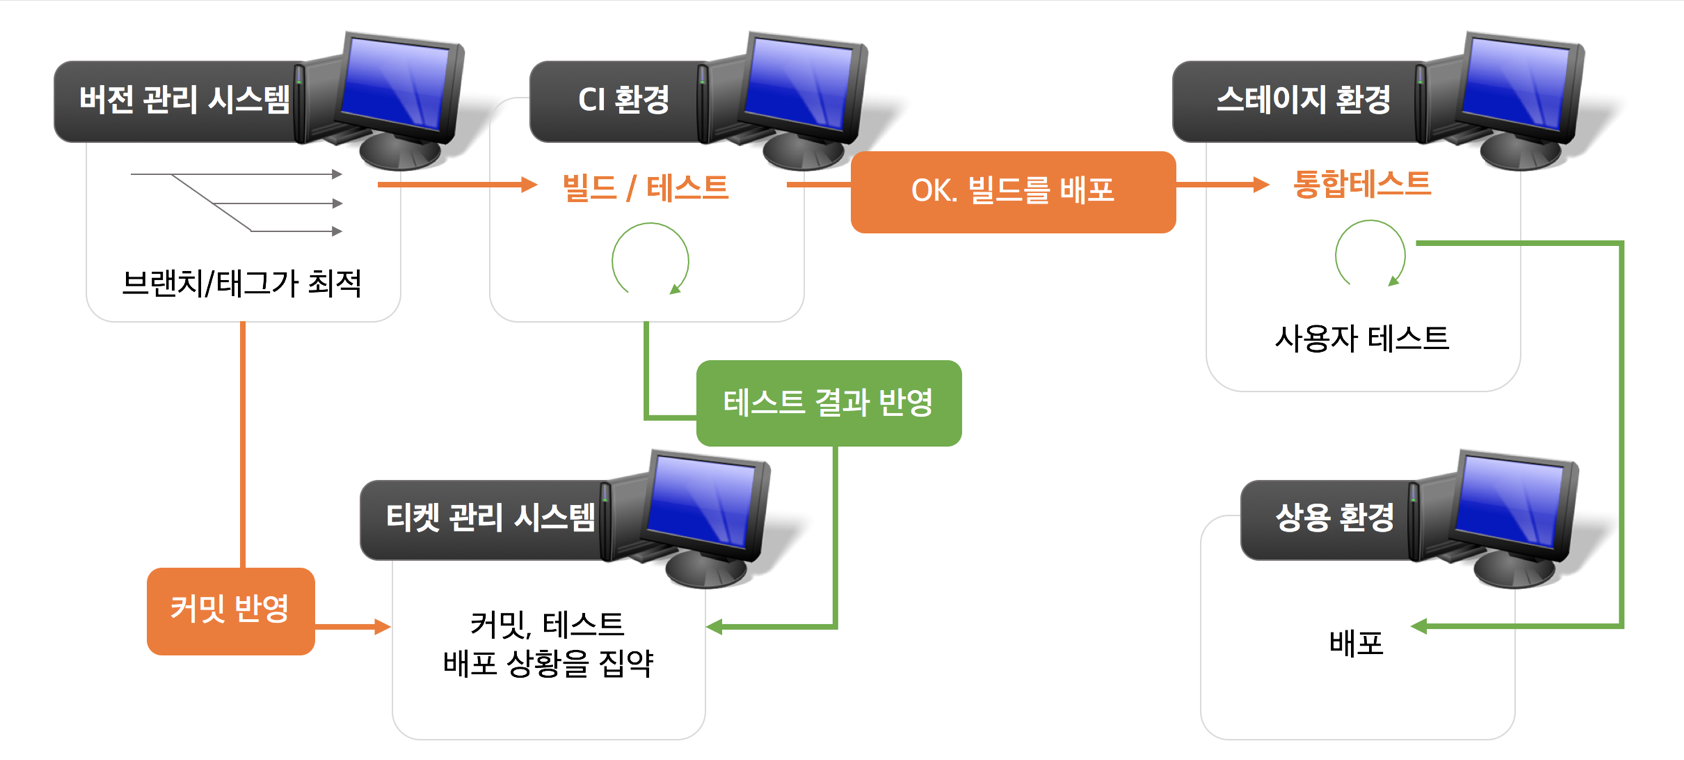 버전 관리 시스템
CI 환경
스테이지 환경
빌드 / 테스트
OK. 빌드를 배포
통합테스트
브랜치/태그가 최적
사용자 테스트
테스트 결과 반영
티켓 관리 시스템
상용 환경
커밋 반영
커밋, 테스트
배포 상황을 집약
배포